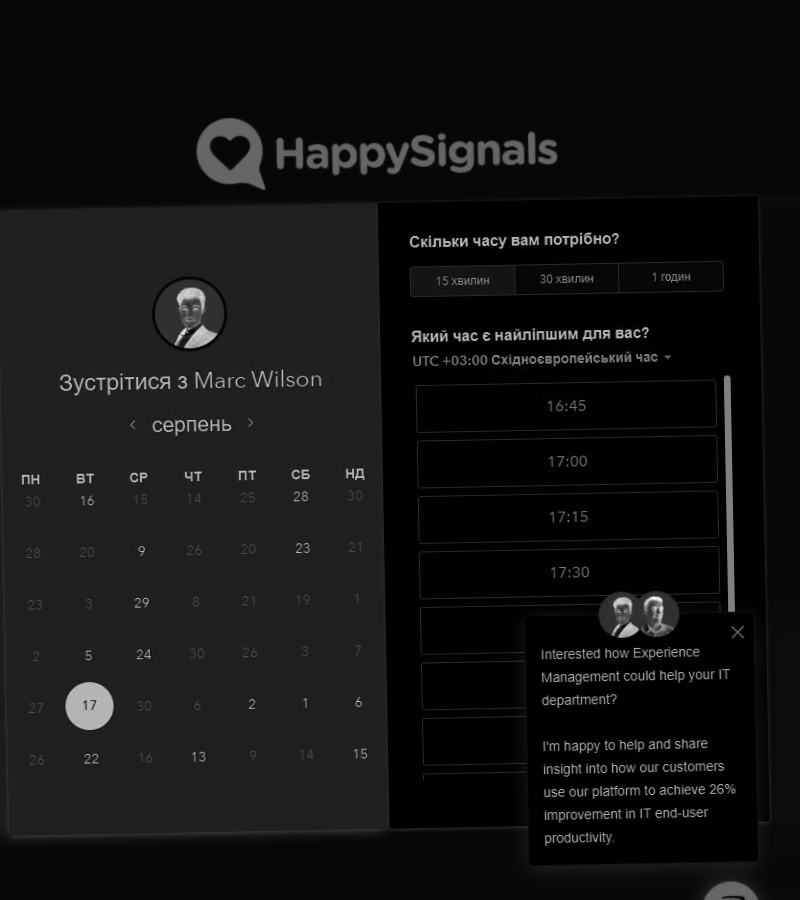 HappySignals
Зустрітися з Marc Wilson
серпень
ПН ВТ СР ЧТ ПТ СБ НД
30 16 15 14 25 28 30
28 20 9 26 20 23 21
23 3 29 8 21 19 1
2 5 24 30 26 3 7
27 17 30 6 2 1 6
26 22 16 13 9 14 15
Скільки часу вам потрібно?
15 хвилин 30 хвилин 1 годин
Який час є найліпшим для вас?
UTC +03:00 Східноєвропейський час
16:45
17:00
17:15
17:30
Interested how Experience
Management could help your IT
department?
I'm happy to help and share
insight into how our customers
use our platform to achieve 26%
improvement in IT end-user
productivity.